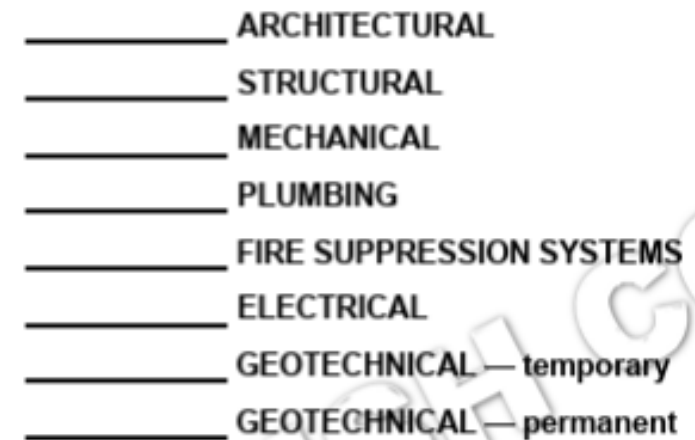 ARCHITECTURAL
STRUCTURAL
MECHANICAL
PLUMBING
FIRE SUPPRESSION SYSTEMS
ELECTRICAL
GEOTECHNICAL — temporary
GEOTECHNICAL — permanent